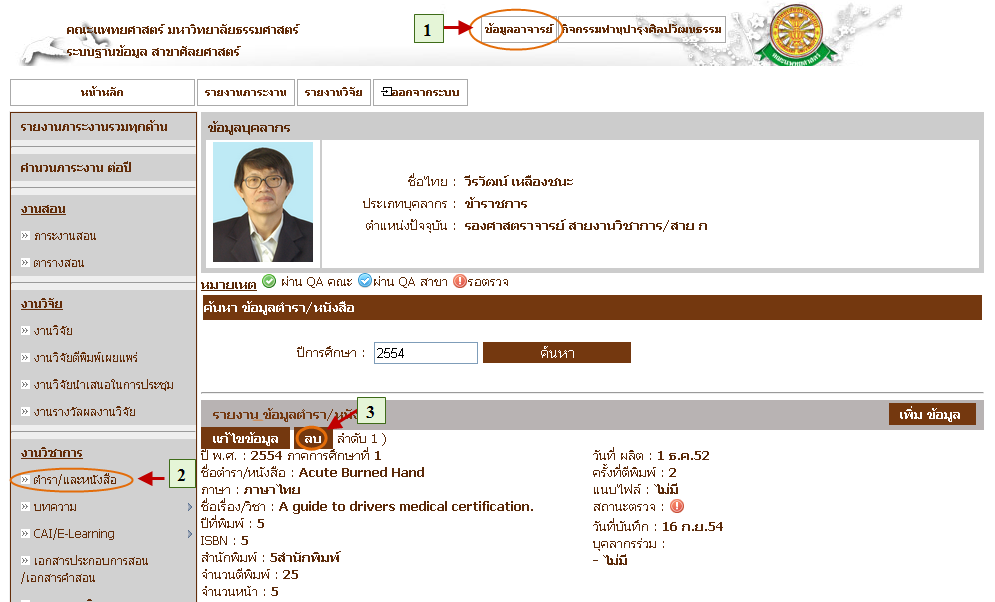 คณะแพทยศาสตร์ มหาวิทยาลัยธรรมศาสตร์
ระบบฐานข้อมูล สาขาศัลยศาสตร์
1
ข้อมูลอาจารย์
กิจกรรมทำนุบำรุงศิลปวัฒนธรรม
คณะแพทยศาสตร์
หน้าหลัก
รายงานภาระงาน
รายงานวิจัย
ออกจากระบบ
รายงานภาระงานรวมทุกด้าน
คำนวนภาระงาน ต่อปี
งานสอน
» ภาระงานสอน
» ตารางสอน
งานวิจัย
» งานวิจัย
» งานวิจัยตีพิมพ์เผยแพร่
» งานวิจัยนำเสนอในการประชุม
» งานรางวัลผลงานวิจัย
งานวิชาการ
» ตำรา/และหนังสือ
2
» บทความ
» CAI/E-Learning
» เอกสารประกอบการสอน
/เอกสารคำสอน
ข้อมูลบุคลากร
ชื่อไทย : วีรวัฒน์ เหลืองชนะ
ประเภทบุคลากร : ข้าราชการ
ตำแหน่งปัจจุบัน : รองศาสตราจารย์ สายงานวิชาการ/สาย ก
หมายเหตุ ผ่าน QA คณะ ผ่าน QA สาขา รอตรวจ
ค้นหา ข้อมูลตำรา/หนังสือ
ปีการศึกษา : 2554 ค้นหา
รายงาน ข้อมูลตำรา/หนัง
3
เพิ่ม ข้อมูล
แก้ไขข้อมูล ลบ ลำดับ 1 )
ปี พ.ศ. : 2554 ภาคการศึกษาที่ 1
ชื่อตำรา/หนังสือ : Acute Burned Hand
ภาษา : ภาษาไทย
ชื่อเรื่อง/วิชา : A guide to drivers medical certification.
ปีที่พิมพ์ : 5
ISBN : 5
สำนักพิมพ์ : 5สำนักพิมพ์
จำนวนตีพิมพ์ : 25
จำนวนหน้า : 5
วันที่ ผลิต : 1 ธ.ค.52
ครั้งที่ตีพิมพ์ : 2
แนบไฟล์ : ไม่มี
สถานะตรวจ :
วันที่บันทึก : 16 ก.ย.54
บุคลากรร่วม :
- ไม่มี